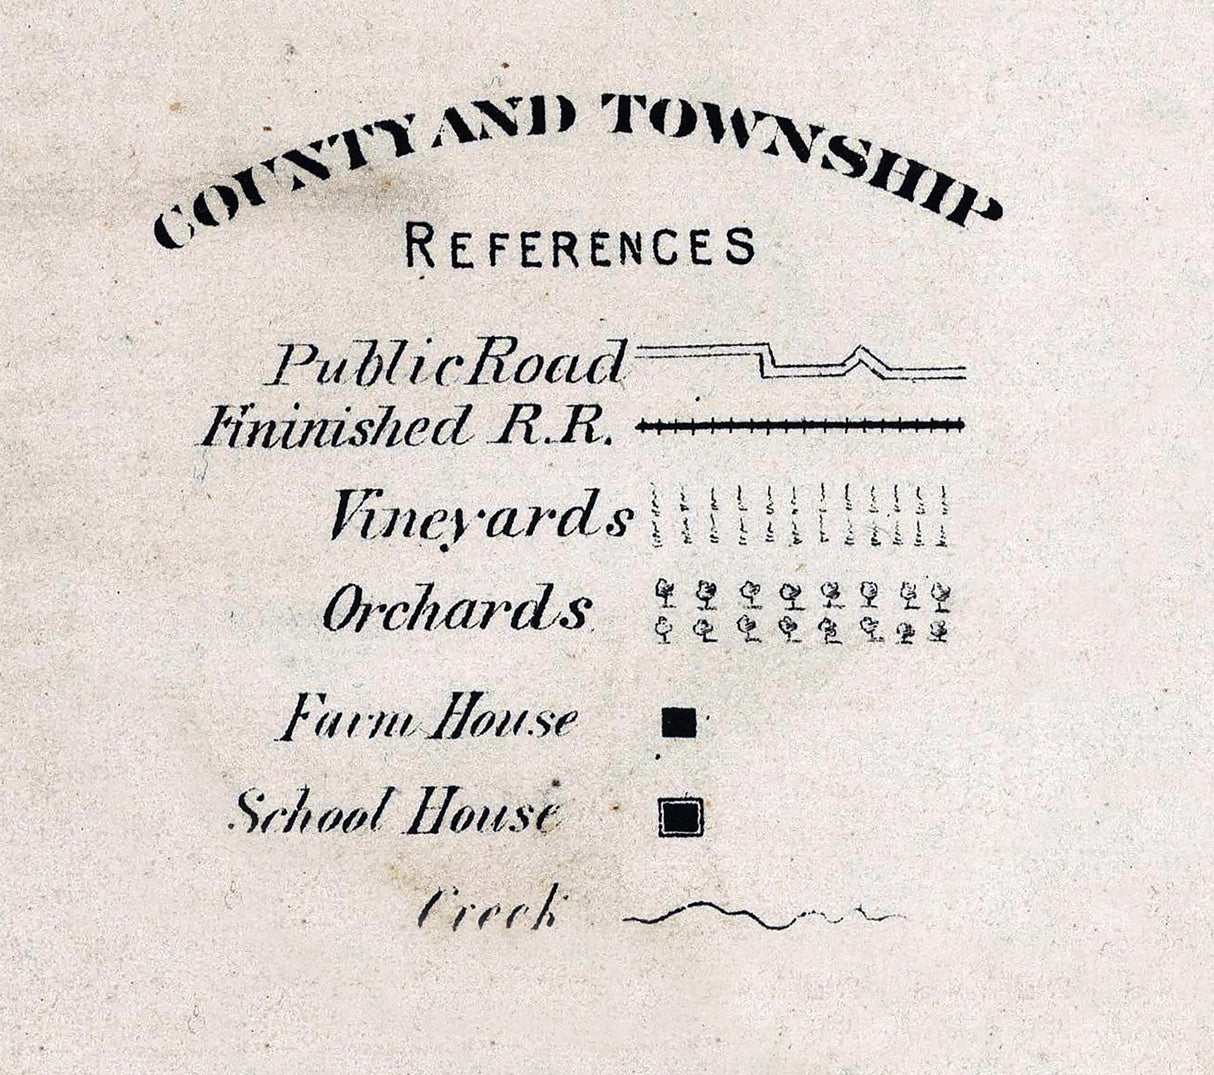 COUNTY AND TOWNSHIP
REFERENCES
Public Road
Fininished R.R.
Vineyards
Orchards
Farm House
School House
Creek